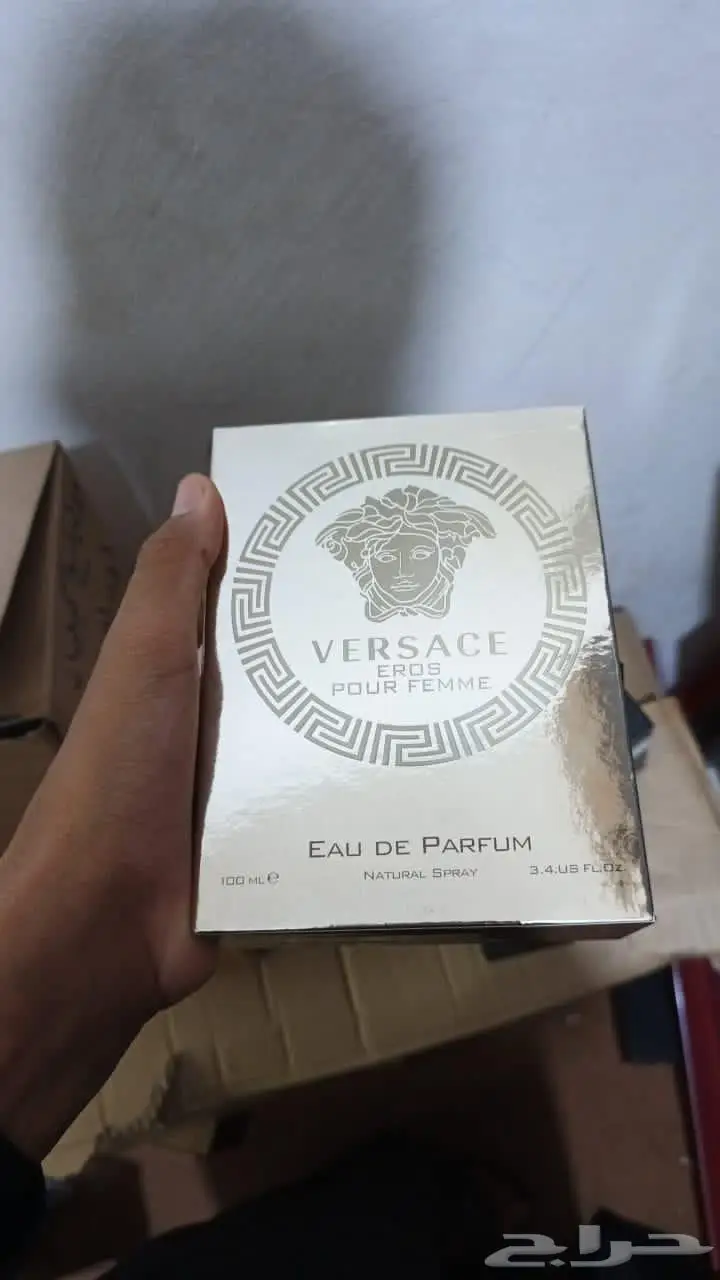 VERSACE
EROS
POUR FEMME
EAU DE PARFUM
100 ML e NATURAL SPRAY 3.4.US FL.OZ.
حراج